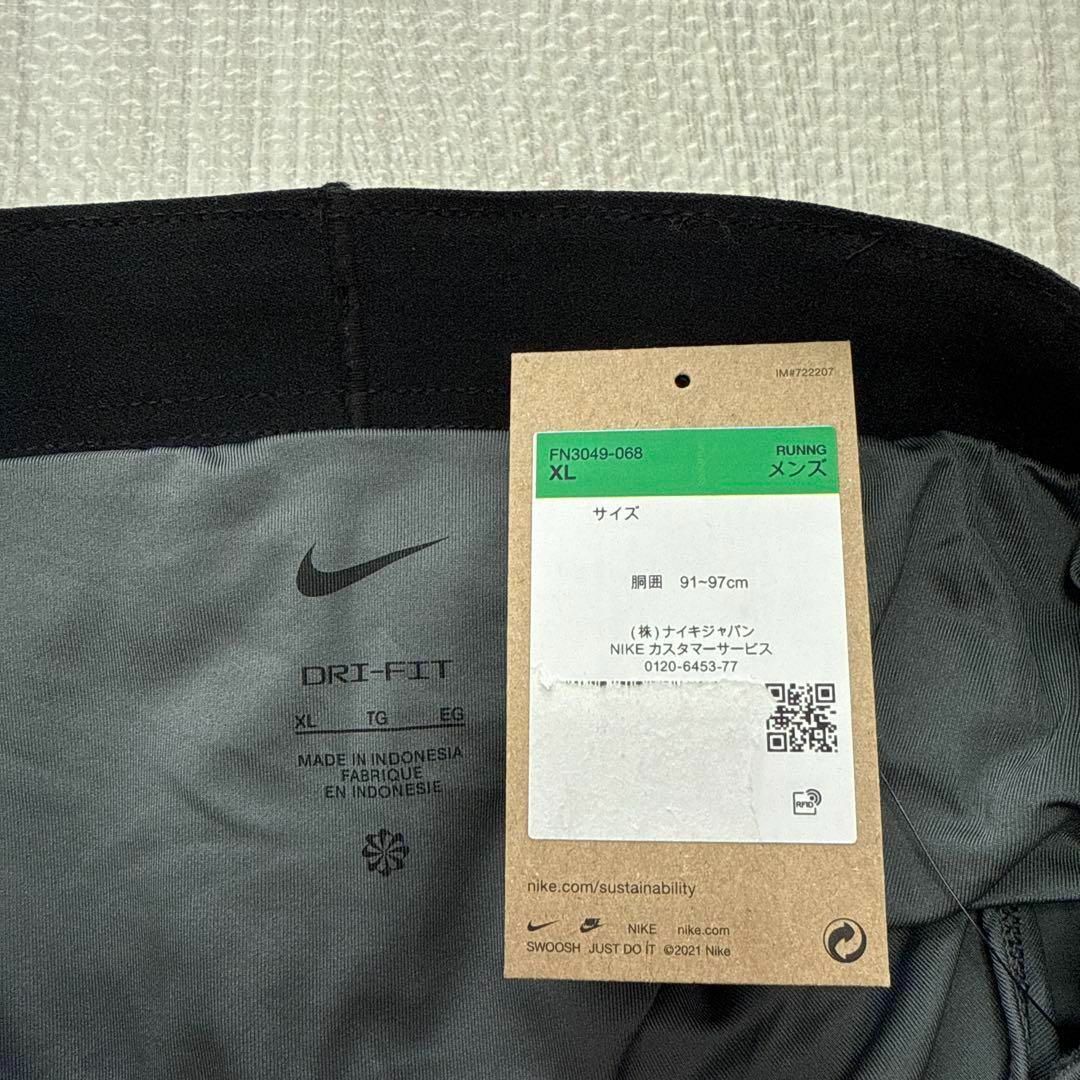 DRI-FIT
XL TG EG
MADE IN INDONESIA
FABRIQUE
EN INDONESIE
IM#722207
FN3049-068 RUNNG
XL メンズ
サイズ
胴囲 91~97cm
(株)ナイキジャパン
NIKE カスタマーサービス
0120-6453-77
RFID
nike.com/sustainability
NIKE nike.com
SWOOSH JUST DO IT ©2021 Nike